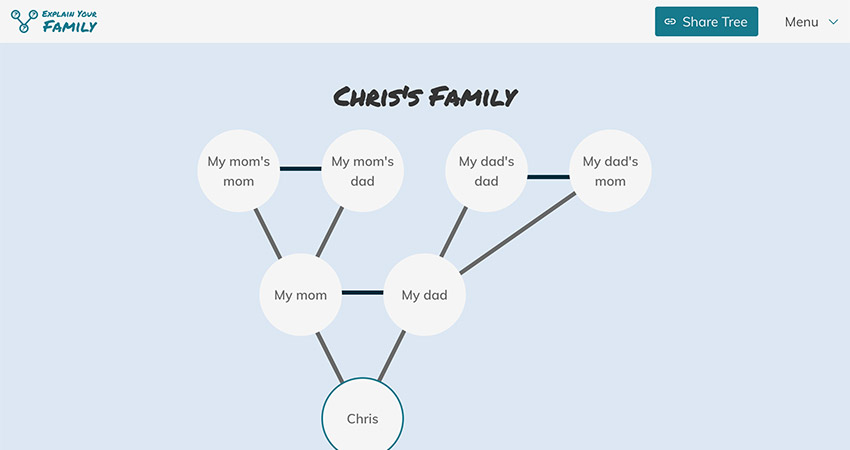 Explain Your
Family
Share Tree
Menu
Chris's Family
My mom's
mom
My mom's
dad
My dad's
dad
My dad's
mom
My mom
My dad
Chris